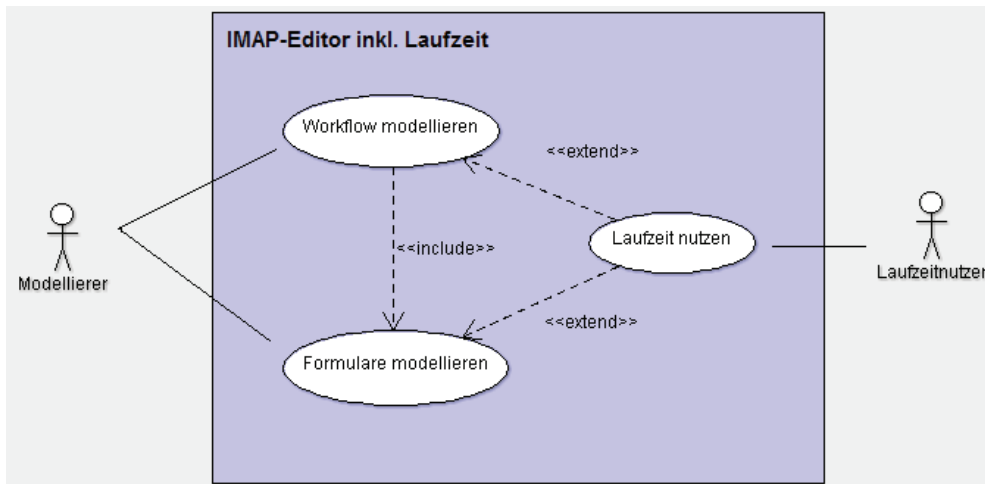 IMAP-Editor inkl. Laufzeit
Workflow modellieren
<<extend>>
Laufzeit nutzen
<<include>>
Modellierer
Laufzeitnutzer
<<extend>>
Formulare modellieren